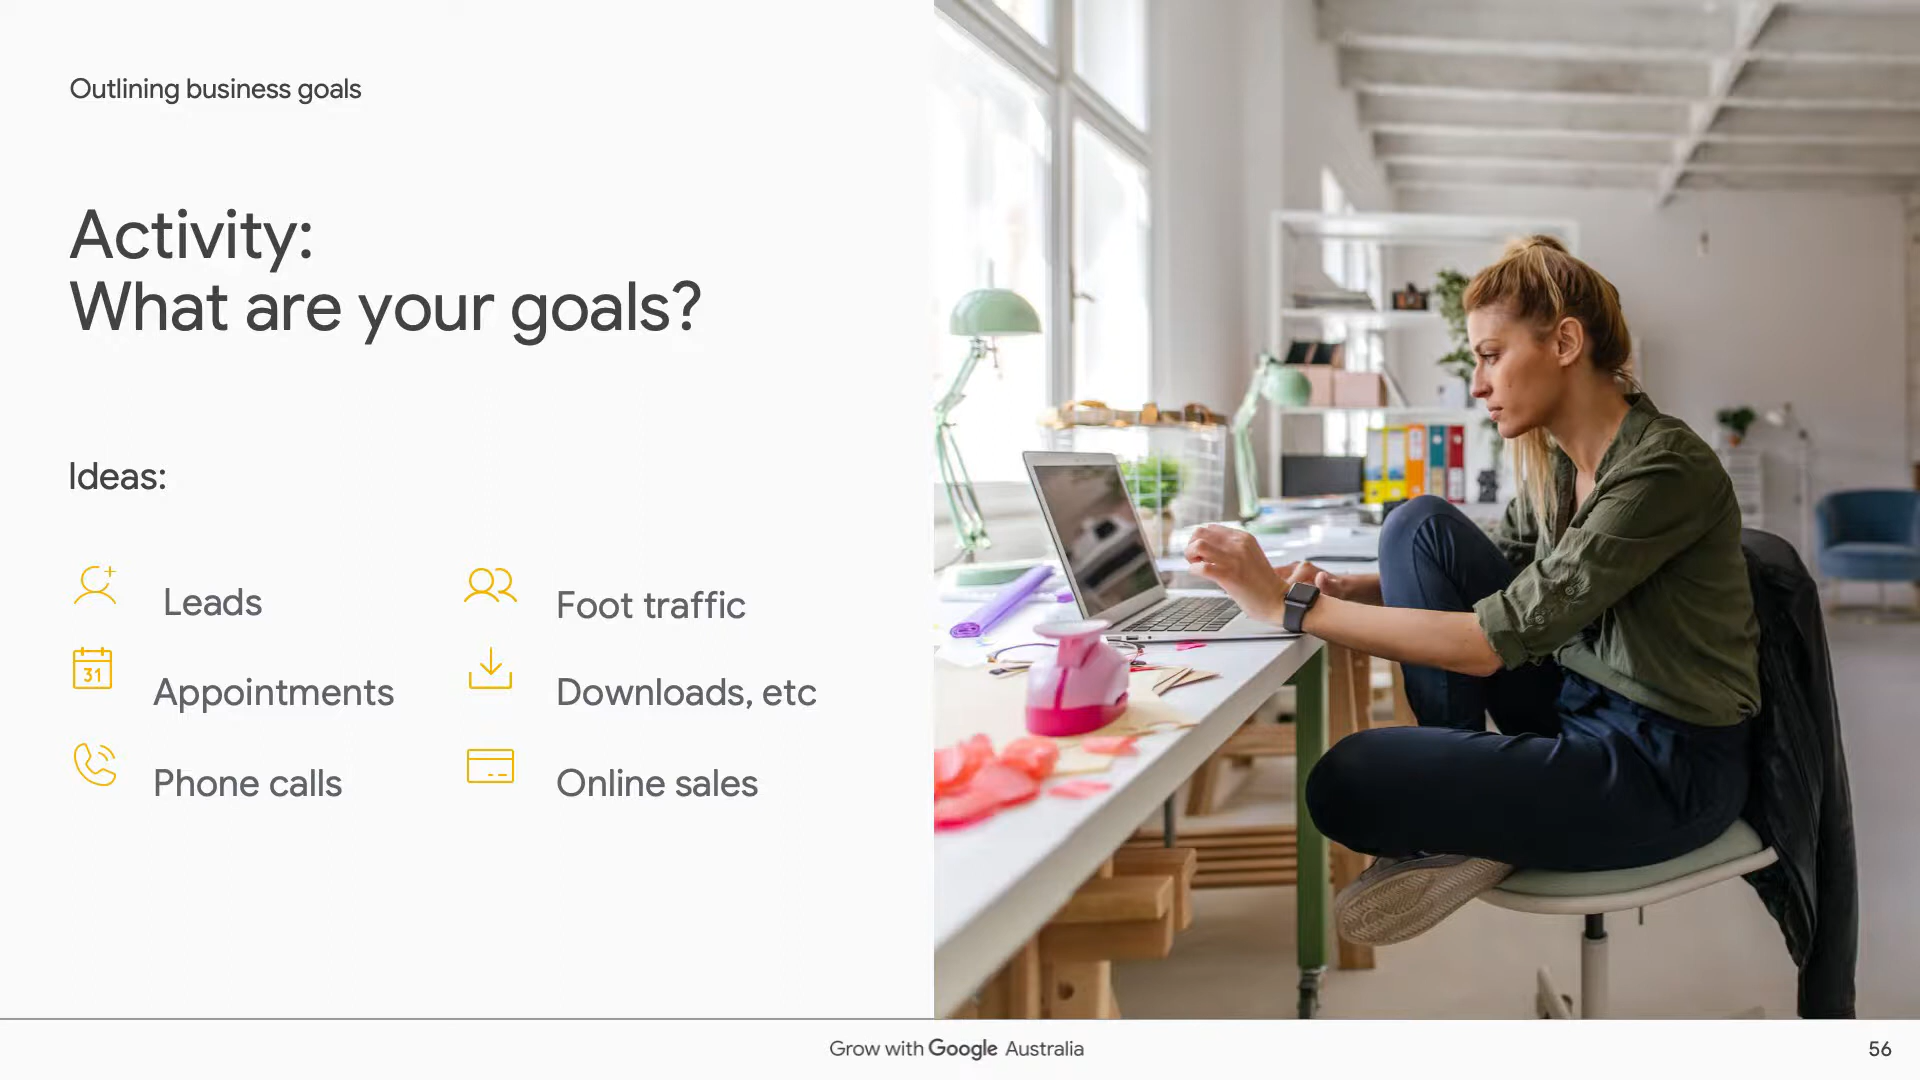 Outlining business goals
Activity:
What are your goals?
Ideas:
Leads
Foot traffic
31
Appointments
Downloads, etc
Phone calls
Online sales
Grow with Google Australia
56